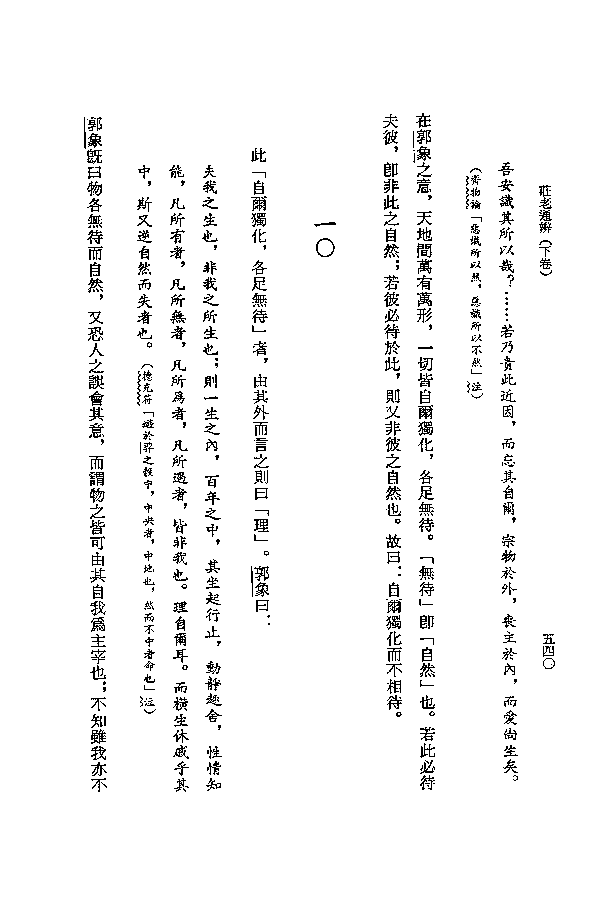 莊老通辨（下卷）
五四〇
吾安識其所以哉？……若乃責此近因，而忘其自爾，宗物於外，喪主於內，而愛尚生矣。
（齊物論「惡識所以然，惡識所以不然」注）
在郭象之意，天地間萬有萬形，一切皆自爾獨化，各足無待。「無待」卽「自然」也。若此必待
夫彼，卽非此之自然；若彼必待於此，則又非彼之自然也。故曰：自爾獨化而不相待。
一〇
此「自爾獨化，各足無待」者，由其外而言之則曰「理」。郭象曰：
夫我之生也，非我之所生也；則一生之內，百年之中，其坐起行止，動靜趣舍，性情知
能，凡所有者，凡所無者，凡所爲者，凡所遇者，皆非我也。理自爾耳。而橫生休戚乎其
中，斯又逆自然而失者也。（德充符「遊於羿之彀中，中央者，中地也，然而不中者命也」注）
郭象旣曰物各無待而自然，又恐人之誤會其意，而謂物之皆可由其自我爲主宰也；不知雖我亦不